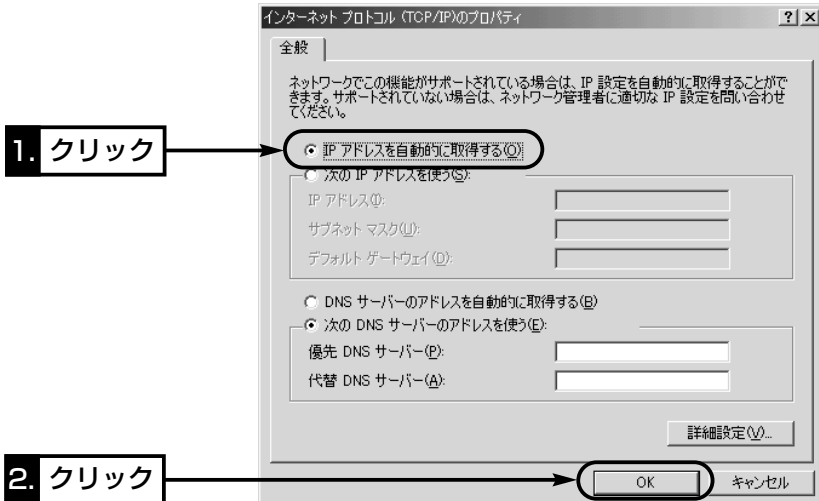 インターネット プロトコル (TCP/IP)のプロパティ
全般
ネットワークでこの機能がサポートされている場合は、IP 設定を自動的に取得することがで
きます。サポートされていない場合は、ネットワーク管理者に適切な IP 設定を問い合わせ
てください。
1. クリック
IP アドレスを自動的に取得する(O)
次の IP アドレスを使う(S):
IP アドレス(I):
サブネット マスク(U):
デフォルト ゲートウェイ(D):
DNS サーバーのアドレスを自動的に取得する(B)
次の DNS サーバーのアドレスを使う(E):
優先 DNS サーバー(P):
代替 DNS サーバー(A):
詳細設定(V)...
2. クリック
OK
キャンセル